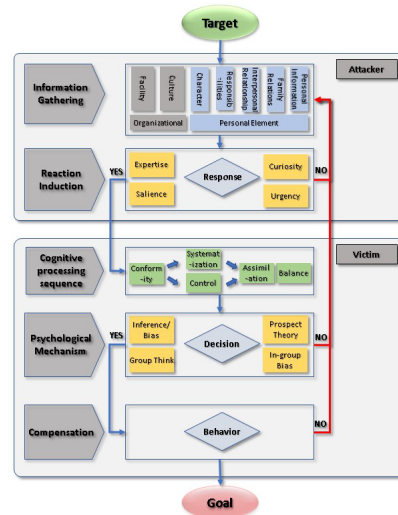 Target
Attacker
Information
Gathering
Facility
Culture
Character
Responsib
-ilities
Interpersonal
Relationship
Family
Relations
Personal
Information
Organizational
Personal Element
Reaction
Induction
YES
Expertise
Salience
Response
Curiosity
Urgency
NO
Victim
Cognitive
processing
sequence
Conform
-ity
Systemat
-ization
Control
Assimil
-ation
Balance
Psychological
Mechanism
YES
Inference/
Bias
Group Think
Decision
Prospect
Theory
In-group
Bias
NO
Compensation
Behavior
NO
Goal